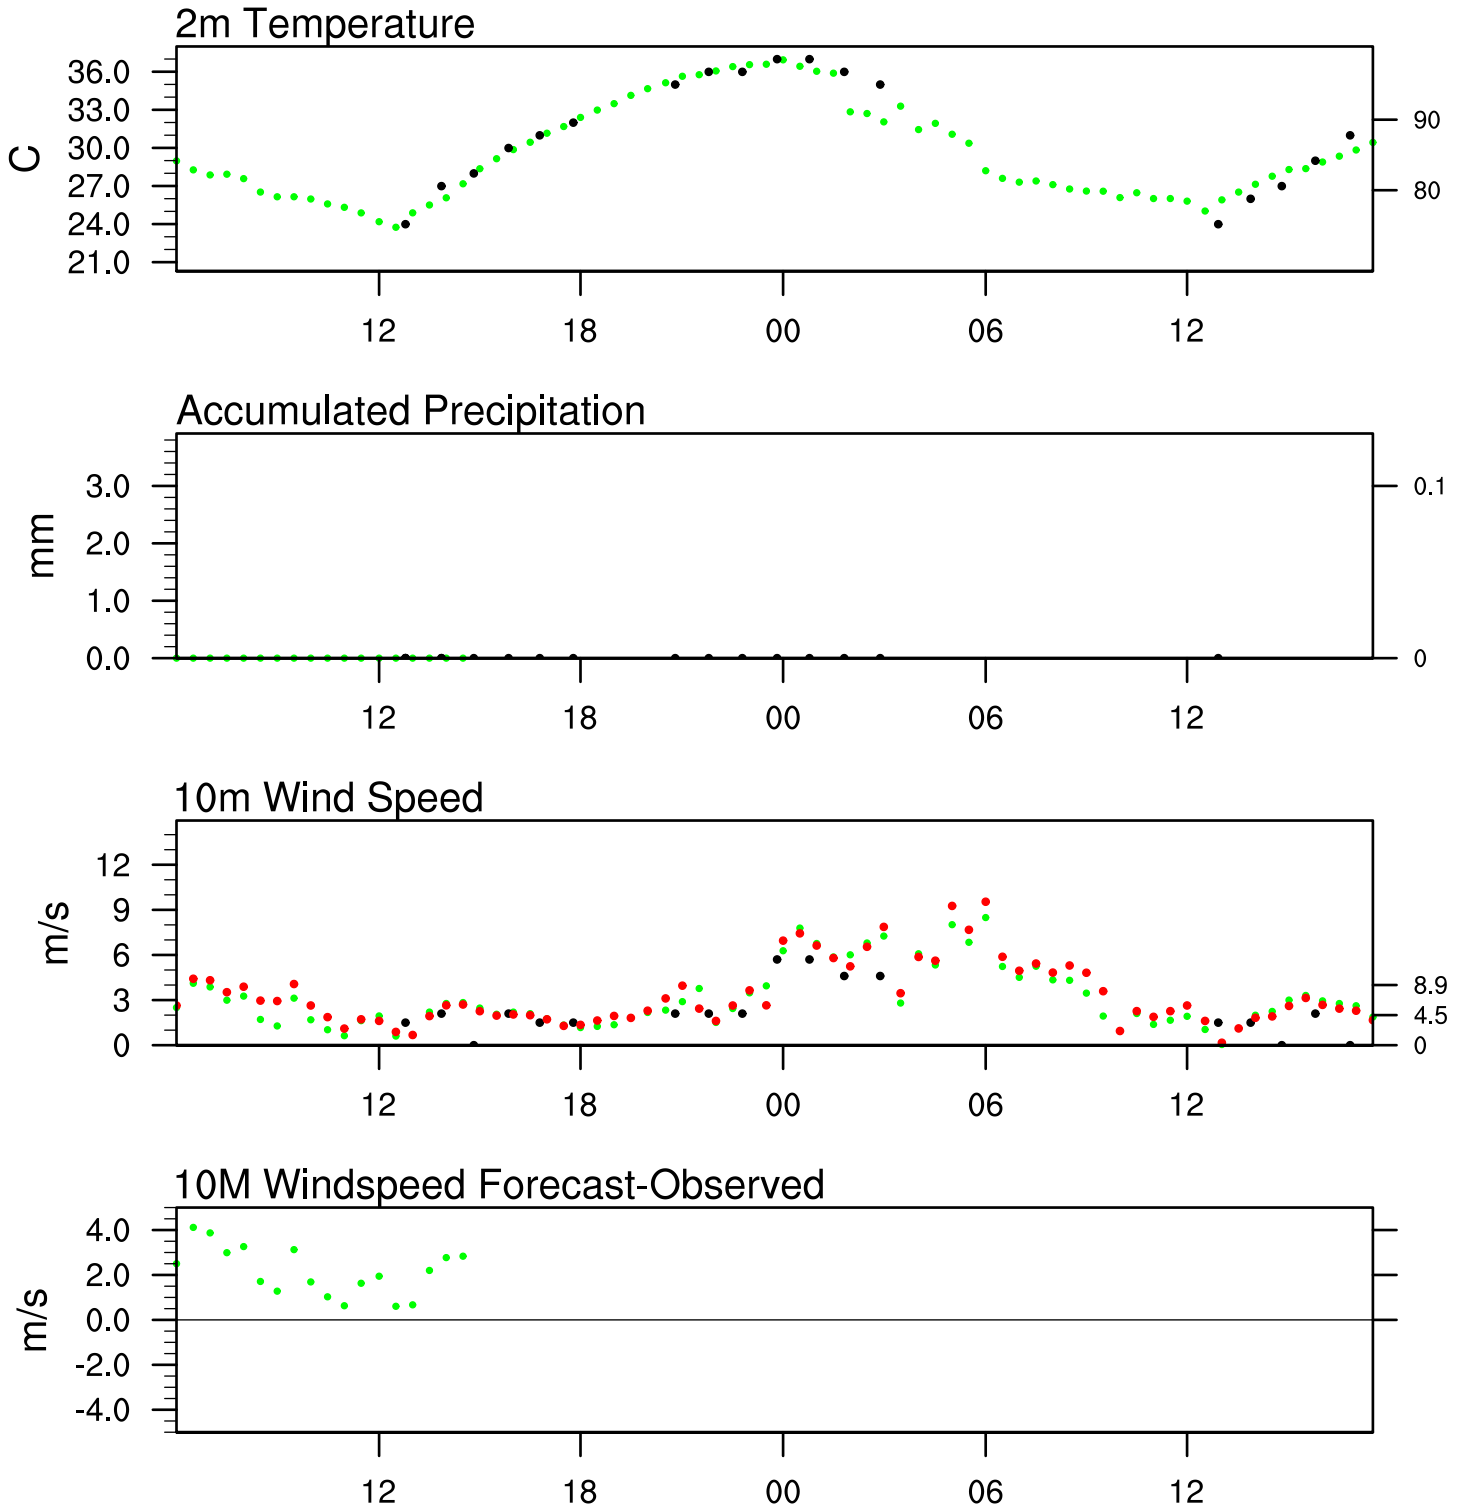 2m Temperature
36.0
33.0
90
30.0
C
27.0
80
24.0
21.0
12 18 00 06 12
Accumulated Precipitation
3.0
0.1
2.0
mm
1.0
0.0
0
12 18 00 06 12
10m Wind Speed
12
9
m/s
6
8.9
3
4.5
0
0
12 18 00 06 12
10M Windspeed Forecast-Observed
4.0
2.0
m/s
0.0
-2.0
-4.0
12 18 00 06 12